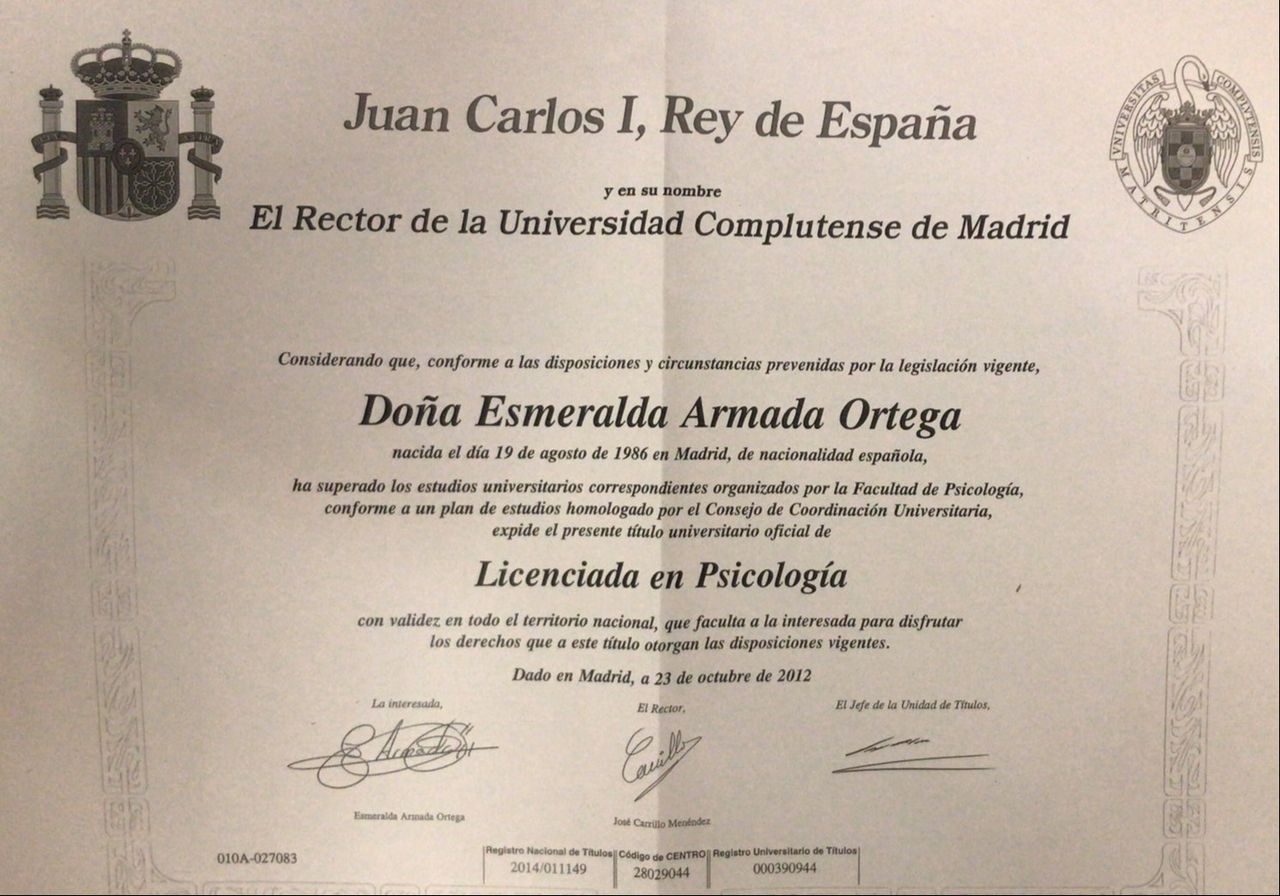 Juan Carlos I, Rey de España
UNIVERSITAS COMPLUTENSIS
MATRITENSIS
y en su nombre
El Rector de la Universidad Complutense de Madrid
Considerando que, conforme a las disposiciones y circunstancias prevenidas por la legislación vigente,
Doña Esmeralda Armada Ortega
nacida el día 19 de agosto de 1986 en Madrid, de nacionalidad española,
ha superado los estudios universitarios correspondientes organizados por la Facultad de Psicología,
conforme a un plan de estudios homologado por el Consejo de Coordinación Universitaria,
expide el presente título universitario oficial de
Licenciada en Psicología
con validez en todo el territorio nacional, que faculta a la interesada para disfrutar
los derechos que a este título otorgan las disposiciones vigentes.
Dado en Madrid, a 23 de octubre de 2012
La interesada, El Rector, El Jefe de la Unidad de Títulos,
E Armada Carrillo
Esmeralda Armada Ortega José Carrillo Menéndez
Registro Nacional de Títulos Código de CENTRO Registro Universitario de Títulos
010A-027083 2014/011149 28029044 000390944